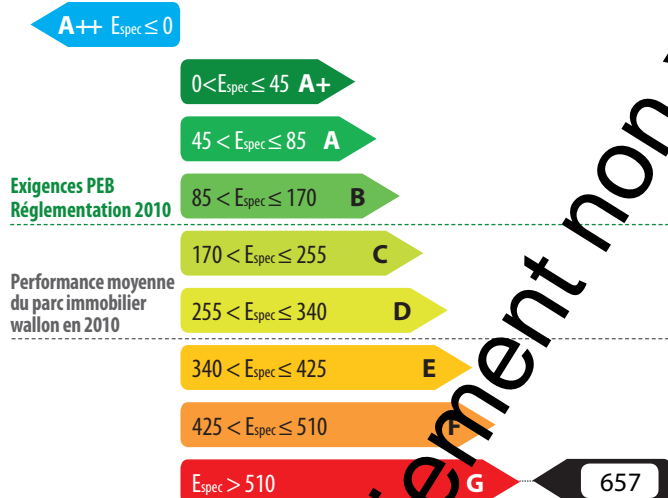 A++ Espec ≤ 0
0 < Espec ≤ 45 A+
45 < Espec ≤ 85 A
Exigences PEB
Réglementation 2010
85 < Espec ≤ 170 B
170 < Espec ≤ 255 C
Performance moyenne
du parc immobilier
wallon en 2010
255 < Espec ≤ 340 D
340 < Espec ≤ 425 E
425 < Espec ≤ 510 F
Espec > 510 G
657
non